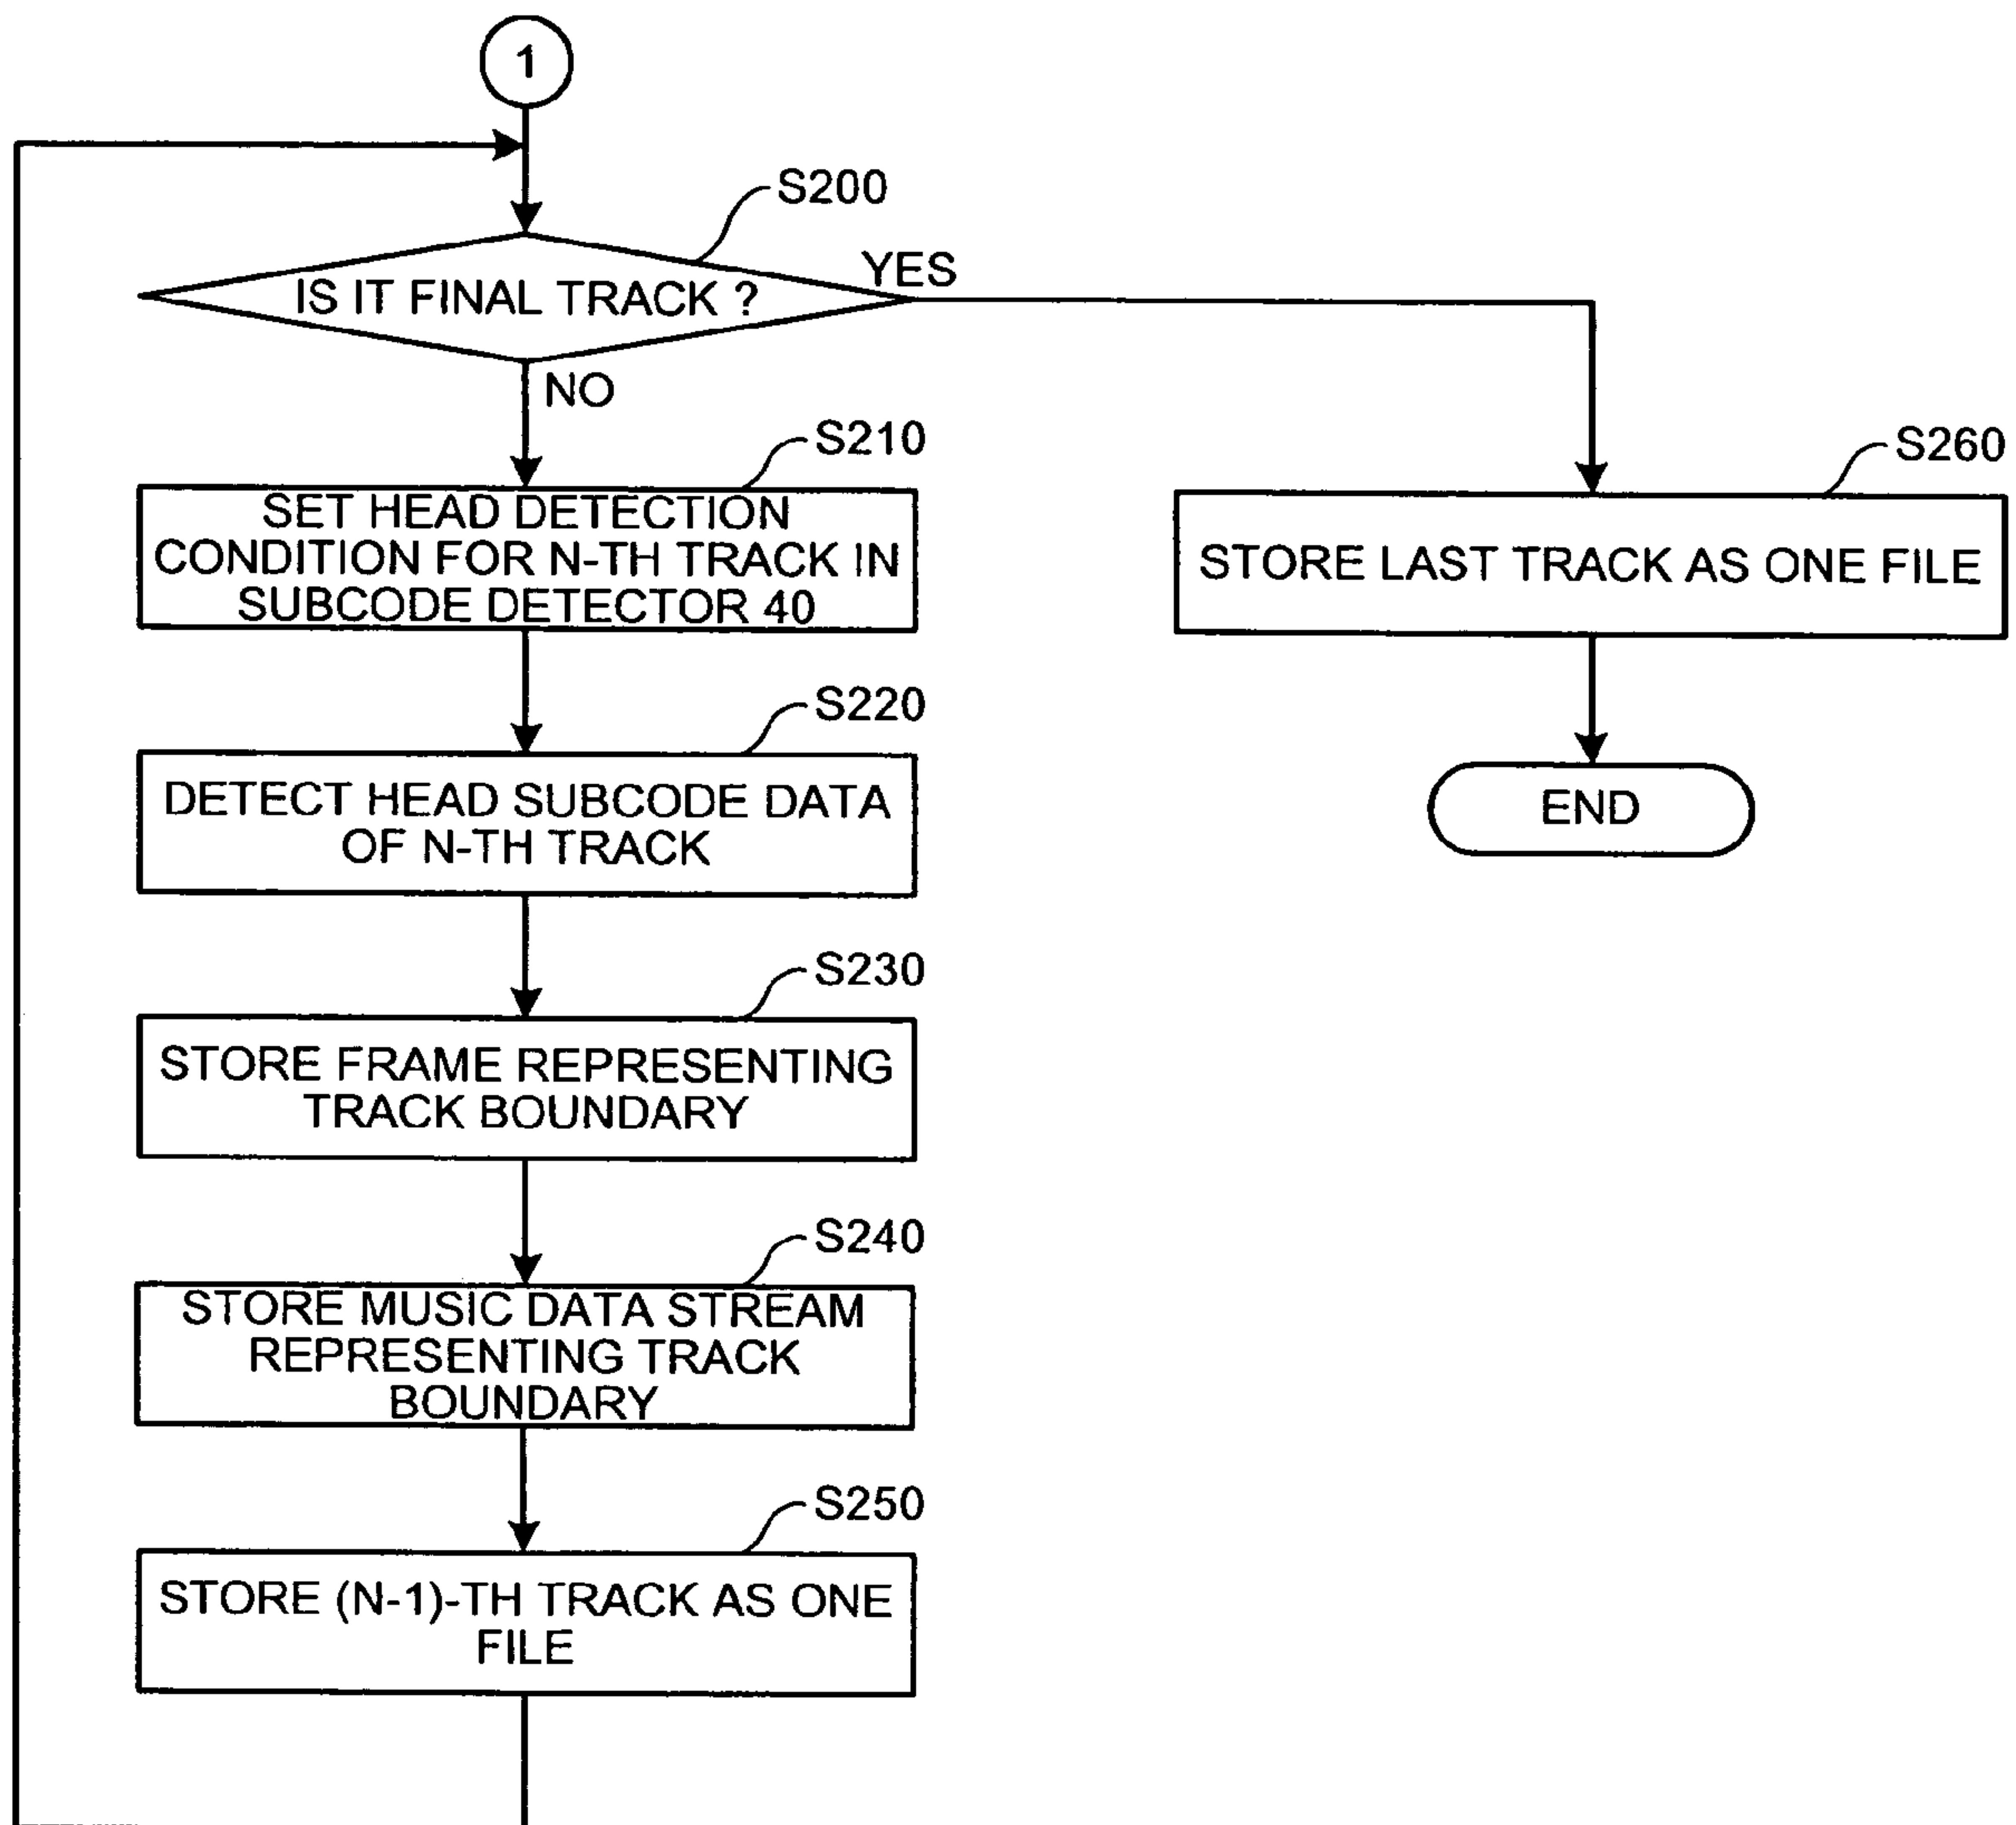 1
S200
IS IT FINAL TRACK ?
YES
NO
S210
SET HEAD DETECTION
CONDITION FOR N-TH TRACK IN
SUBCODE DETECTOR 40
S260
STORE LAST TRACK AS ONE FILE
S220
DETECT HEAD SUBCODE DATA
OF N-TH TRACK
END
S230
STORE FRAME REPRESENTING
TRACK BOUNDARY
S240
STORE MUSIC DATA STREAM
REPRESENTING TRACK
BOUNDARY
S250
STORE (N-1)-TH TRACK AS ONE
FILE